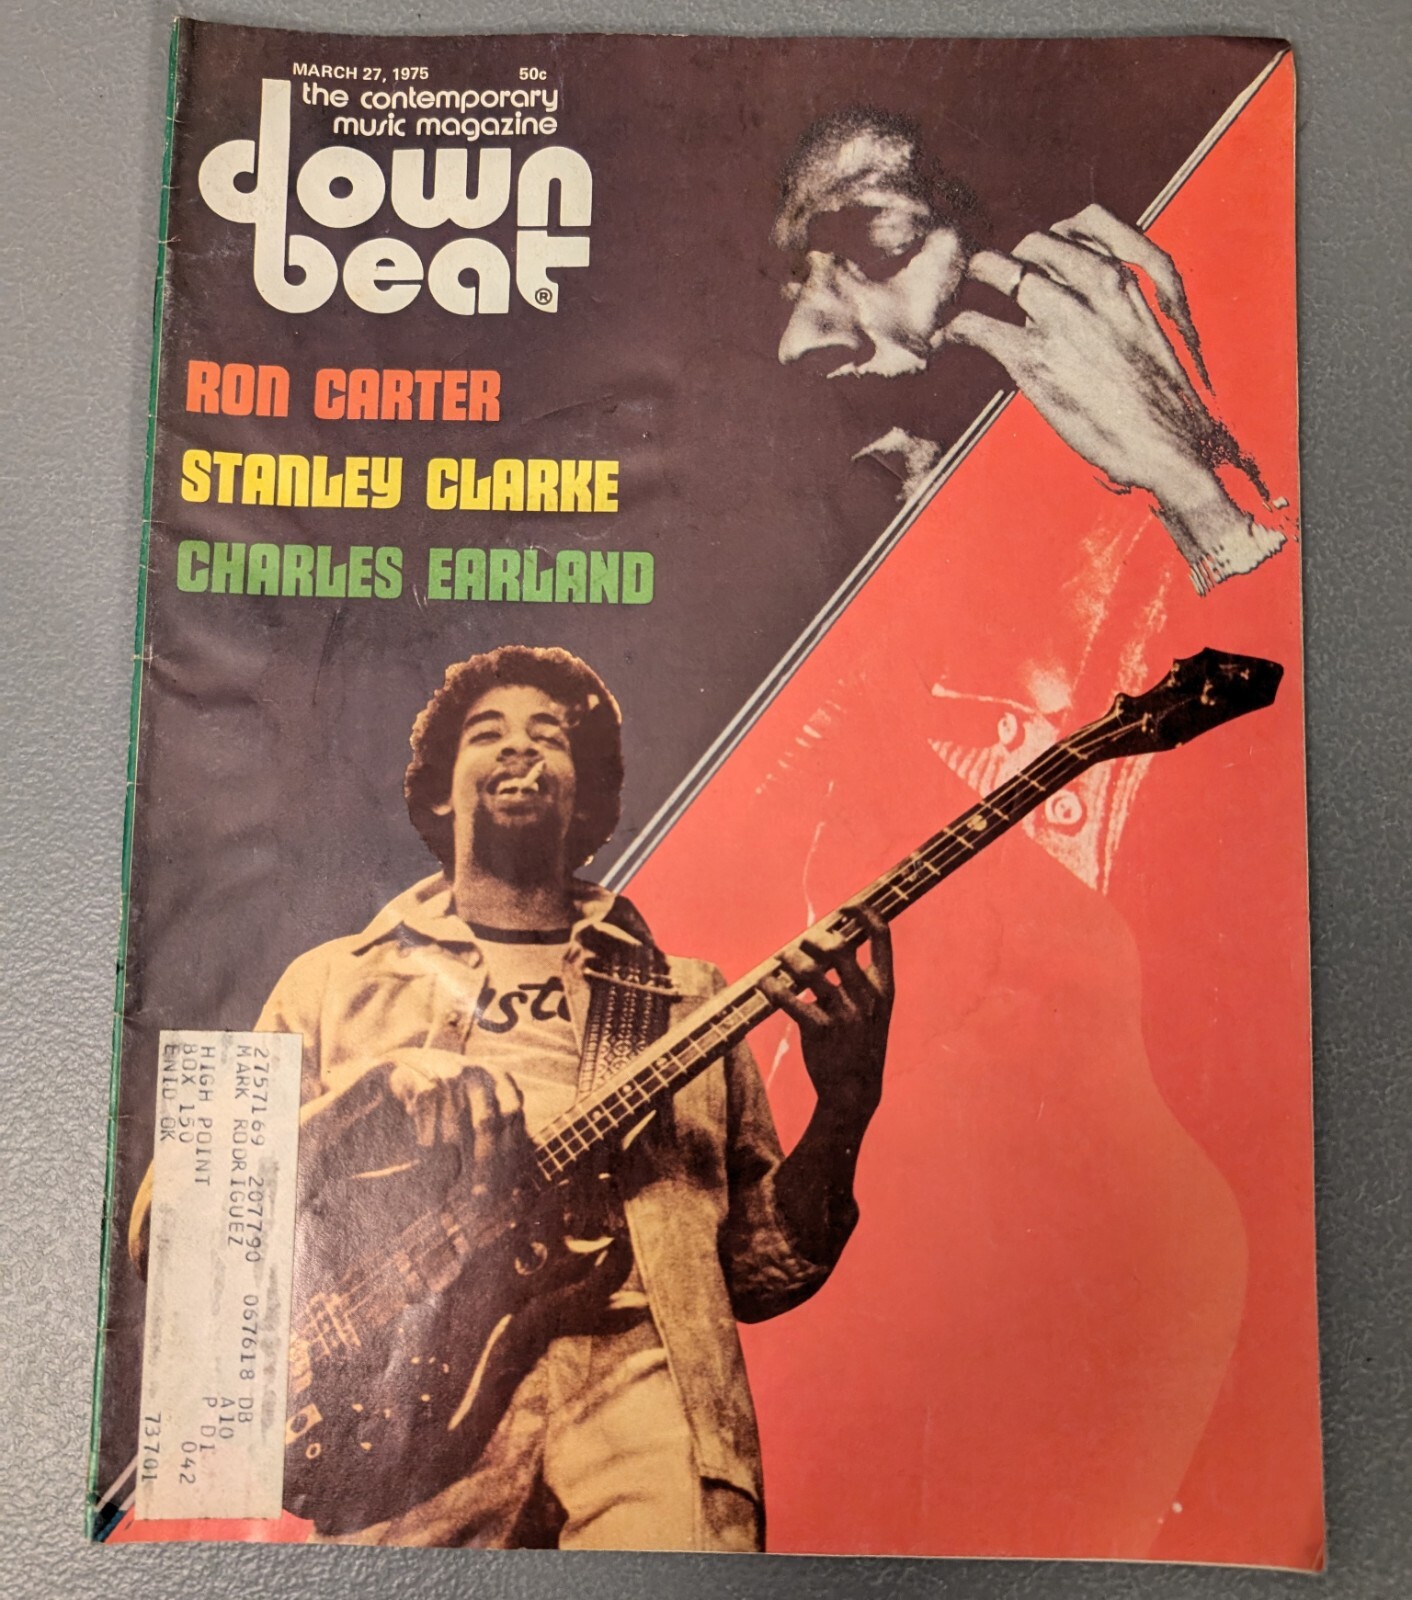 MARCH 27, 1975 50c
the contemporary
music magazine
down
beat®
RON CARTER
STANLEY CLARKE
CHARLES EARLAND
2757169 207790 067618 DB
MARK RODRIGUEZ A10
HIGH POINT P D1
BOX 150 042
ENID OK 73701